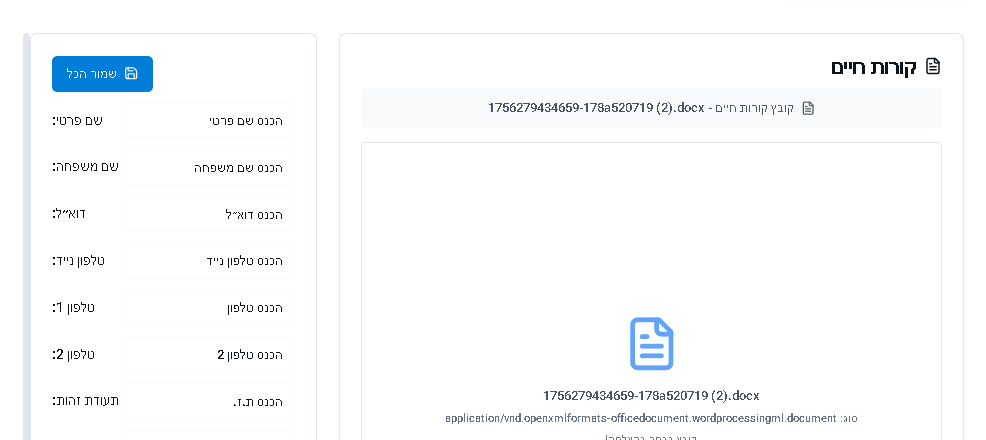 קורות חיים
קובץ קורות חיים - 1756279434659-178a520719 (2).docx
1756279434659-178a520719 (2).docx
סוג: application/vnd.openxmlformats-officedocument.wordprocessingml.document
שמור הכל
שם פרטי:
הכנס שם פרטי
שם משפחה:
הכנס שם משפחה
דוא״ל:
הכנס דוא״ל
טלפון נייד:
הכנס טלפון נייד
טלפון 1:
הכנס טלפון
טלפון 2:
הכנס טלפון 2
תעודת זהות:
הכנס ת.ז.